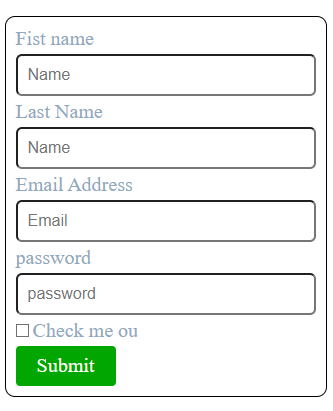 Fist name
Name
Last Name
Name
Email Address
Email
password
password
Check me ou
Submit